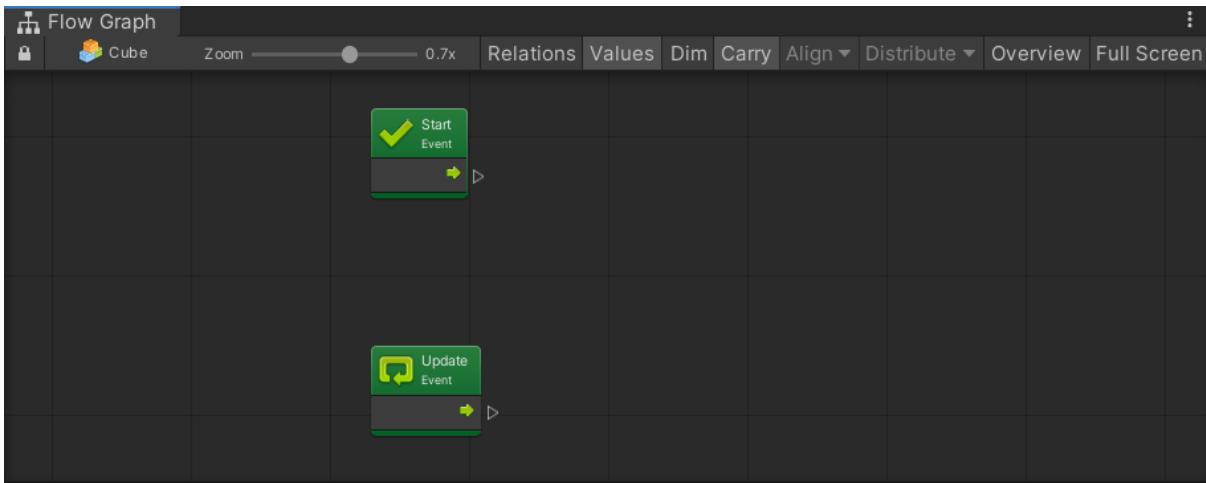 Flow Graph
Cube Zoom 0.7x Relations Values Dim Carry Align Distribute Overview Full Screen
Start
Event
Update
Event